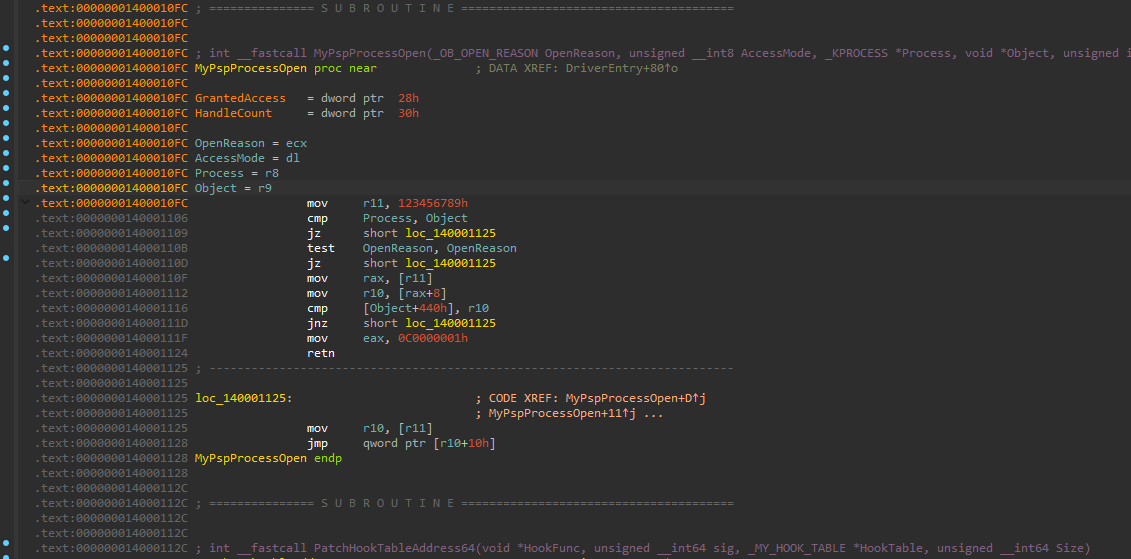 .text:00000001400010FC ; =============== S U B R O U T I N E =======================================
.text:00000001400010FC
.text:00000001400010FC
.text:00000001400010FC ; int __fastcall MyPspProcessOpen(_OB_OPEN_REASON OpenReason, unsigned __int8 AccessMode, _KPROCESS *Process, void *Object, unsigned i
.text:00000001400010FC MyPspProcessOpen proc near ; DATA XREF: DriverEntry+80↑o
.text:00000001400010FC
.text:00000001400010FC GrantedAccess = dword ptr 28h
.text:00000001400010FC HandleCount = dword ptr 30h
.text:00000001400010FC
.text:00000001400010FC OpenReason = ecx
.text:00000001400010FC AccessMode = dl
.text:00000001400010FC Process = r8
.text:00000001400010FC Object = r9
.text:00000001400010FC mov r11, 123456789h
.text:0000000140001106 cmp Process, Object
.text:0000000140001109 jz short loc_140001125
.text:000000014000110B test OpenReason, OpenReason
.text:000000014000110D jz short loc_140001125
.text:000000014000110F mov rax, [r11]
.text:0000000140001112 mov r10, [rax+8]
.text:0000000140001116 cmp [Object+440h], r10
.text:000000014000111D jnz short loc_140001125
.text:000000014000111F mov eax, 0C0000001h
.text:0000000140001124 retn
.text:0000000140001125 ; ---------------------------------------------------------------------------
.text:0000000140001125
.text:0000000140001125 loc_140001125: ; CODE XREF: MyPspProcessOpen+D↑j
.text:0000000140001125 ; MyPspProcessOpen+11↑j ...
.text:0000000140001125 mov r10, [r11]
.text:0000000140001128 jmp qword ptr [r10+10h]
.text:0000000140001128 MyPspProcessOpen endp
.text:0000000140001128
.text:000000014000112C
.text:000000014000112C ; =============== S U B R O U T I N E =======================================
.text:000000014000112C
.text:000000014000112C
.text:000000014000112C ; int __fastcall PatchHookTableAddress64(void *HookFunc, unsigned __int64 sig, _MY_HOOK_TABLE *HookTable, unsigned __int64 Size)